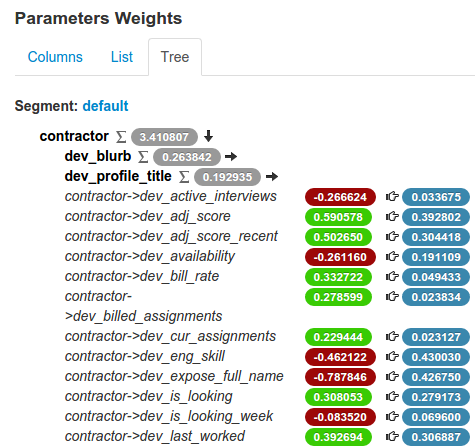 Parameters Weights
Columns List Tree
Segment: default
contractor Σ 3.410807
dev_blurb Σ 0.263842
dev_profile_title Σ 0.192935
contractor->dev_active_interviews -0.266624 0.033675
contractor->dev_adj_score 0.590578 0.392802
contractor->dev_adj_score_recent 0.502650 0.304418
contractor->dev_availability -0.261160 0.191109
contractor->dev_bill_rate 0.332722 0.049433
contractor- 0.278599 0.023834
>dev_billed_assignments
contractor->dev_cur_assignments 0.229444 0.023127
contractor->dev_eng_skill -0.462122 0.430030
contractor->dev_expose_full_name -0.787846 0.426750
contractor->dev_is_looking 0.308053 0.279173
contractor->dev_is_looking_week -0.083520 0.069600
contractor->dev_last_worked 0.392694 0.306887